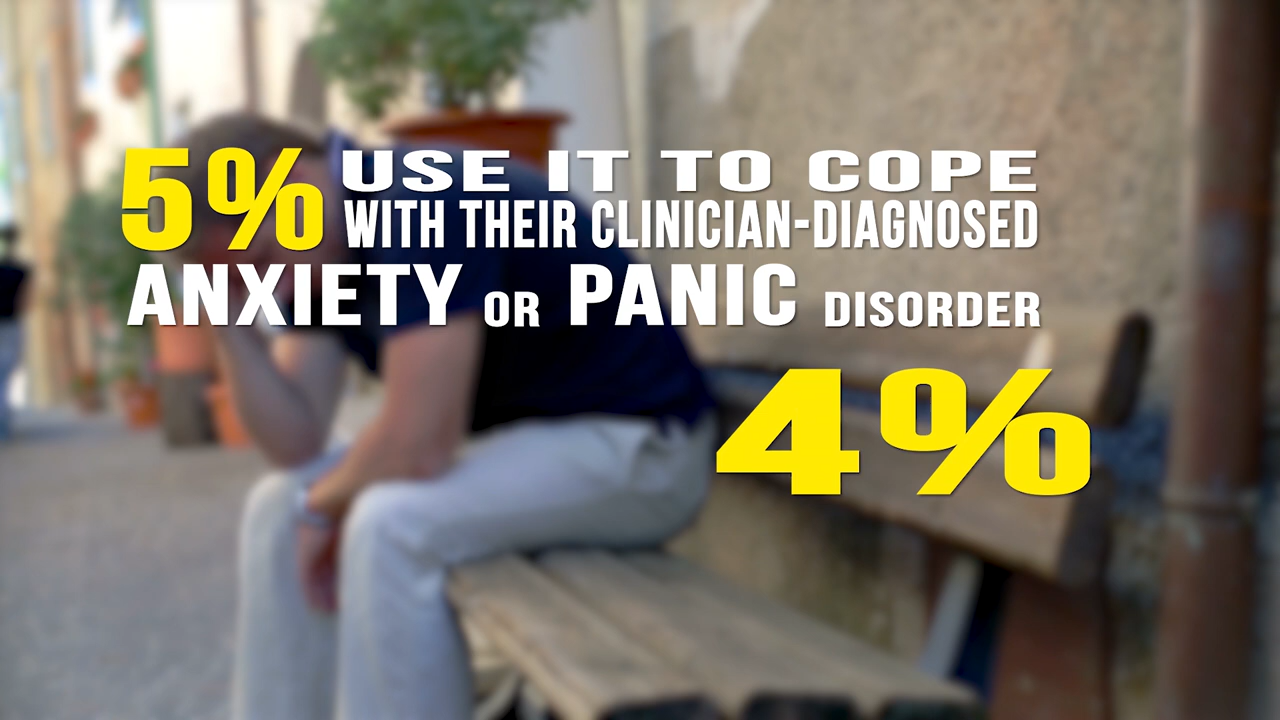 5% USE IT TO COPE
WITH THEIR CLINICIAN-DIAGNOSED
ANXIETY OR PANIC DISORDER
4%